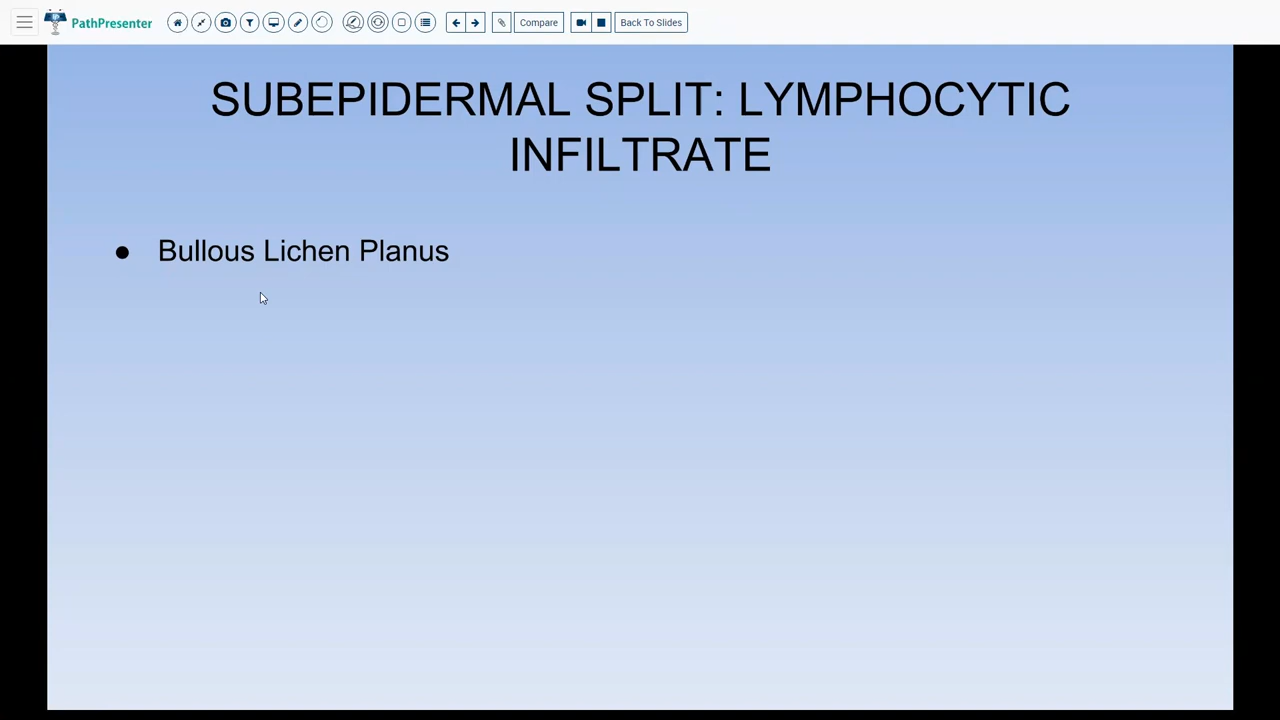 PathPresenter
Compare
Back To Slides
SUBEPIDERMAL SPLIT: LYMPHOCYTIC
INFILTRATE
● Bullous Lichen Planus